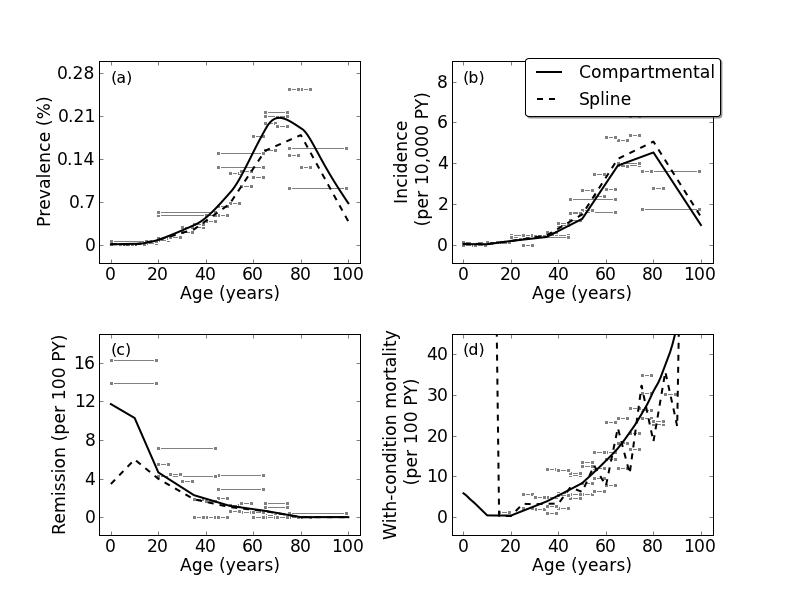 (a)
0.28
0.21
0.14
0.7
0
Prevalence (%)
0 20 40 60 80 100
Age (years)
(b)
Compartmental
Spline
8
6
4
2
0
Incidence
(per 10,000 PY)
0 20 40 60 80 100
Age (years)
(c)
16
12
8
4
0
Remission (per 100 PY)
0 20 40 60 80 100
Age (years)
(d)
40
30
20
10
0
With-condition mortality
(per 100 PY)
0 20 40 60 80 100
Age (years)